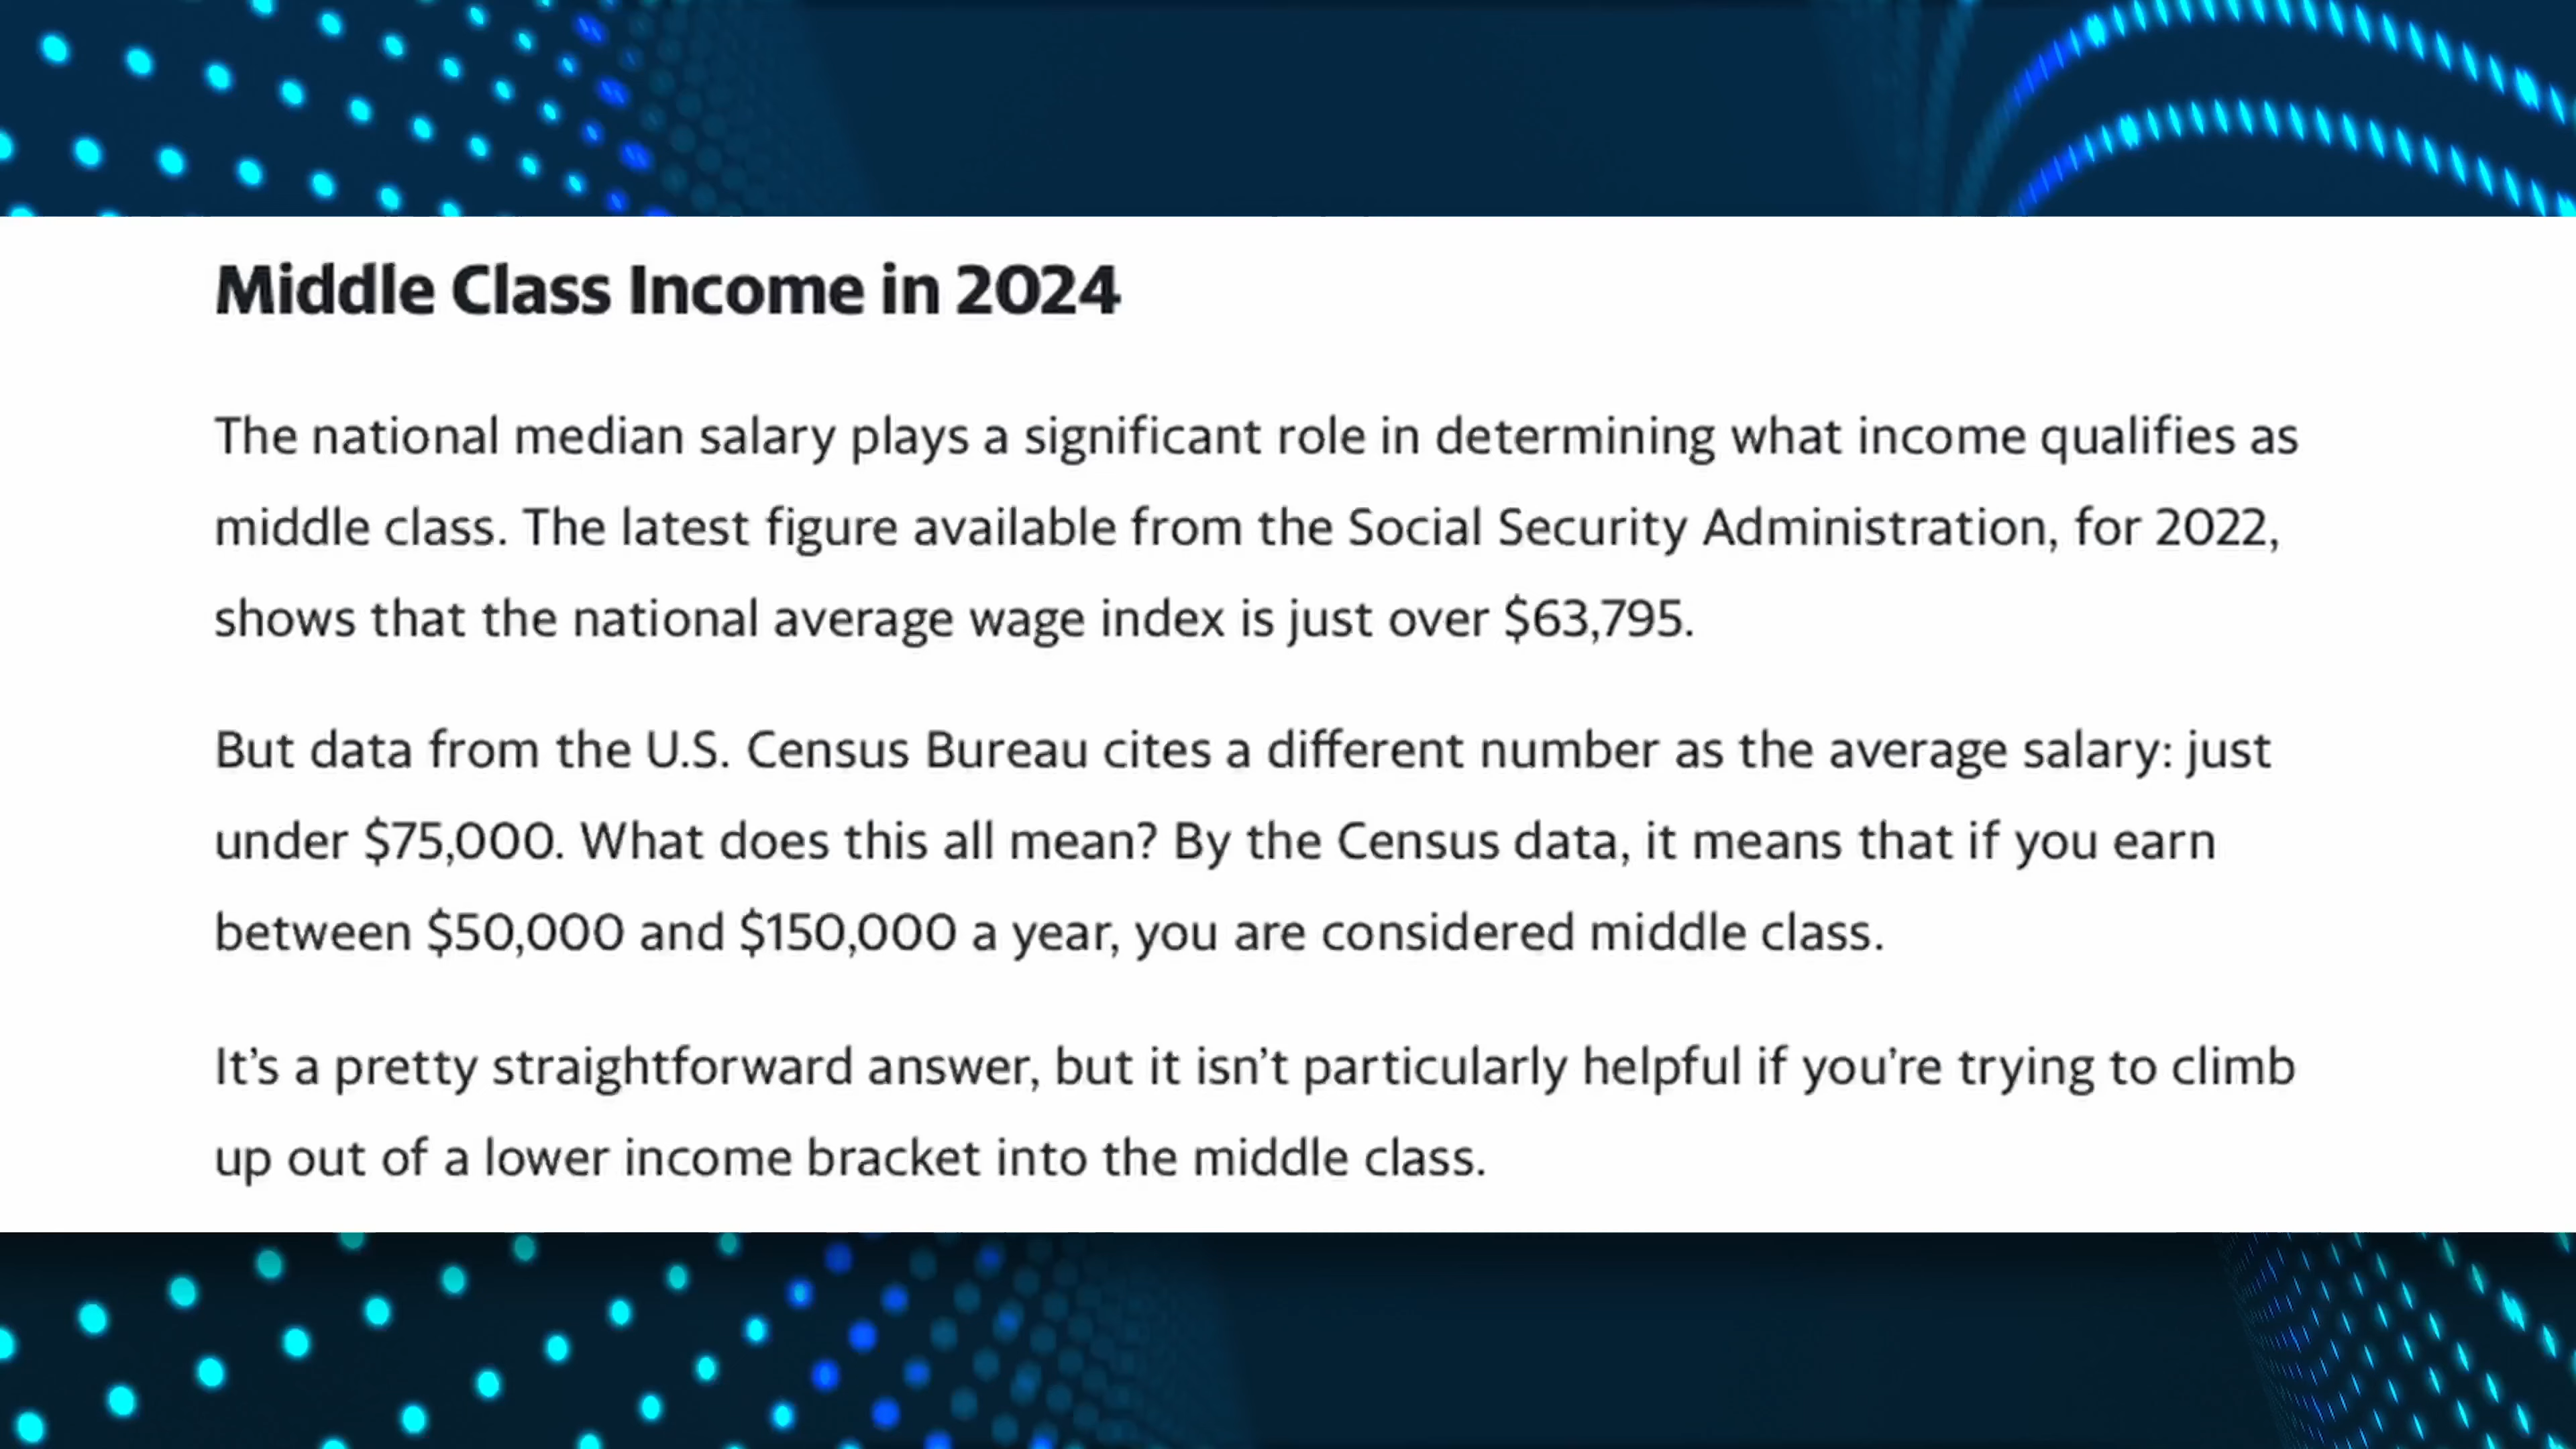 Middle Class Income in 2024
The national median salary plays a significant role in determining what income qualifies as
middle class. The latest figure available from the Social Security Administration, for 2022,
shows that the national average wage index is just over $63,795.
But data from the U.S. Census Bureau cites a different number as the average salary: just
under $75,000. What does this all mean? By the Census data, it means that if you earn
between $50,000 and $150,000 a year, you are considered middle class.
It’s a pretty straightforward answer, but it isn’t particularly helpful if you’re trying to climb
up out of a lower income bracket into the middle class.